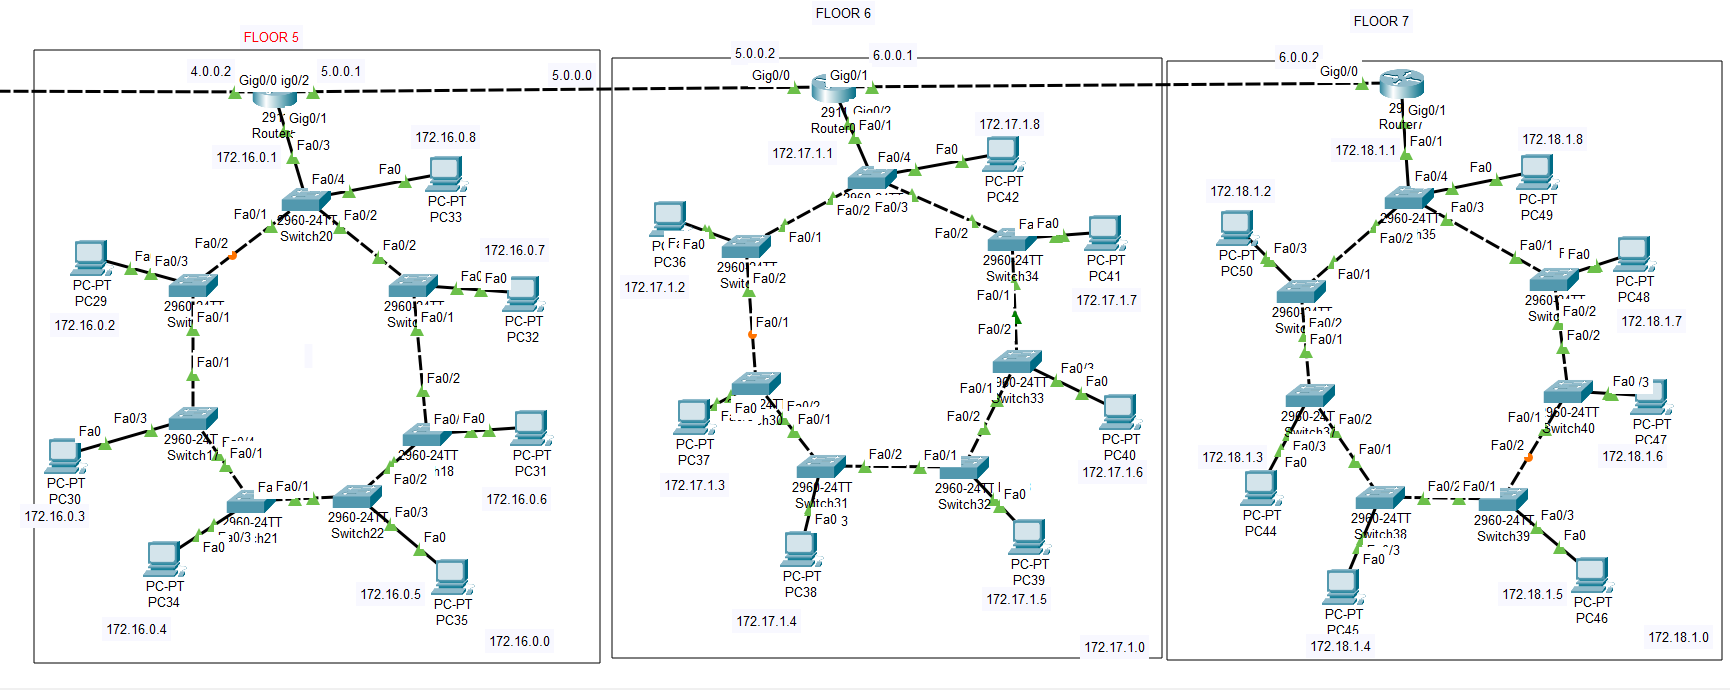 FLOOR 5
4.0.0.2
5.0.0.1
5.0.0.0
Gig0/0
ig0/2
Gig0/1
172.16.0.1
Fa0/3
172.16.0.8
Fa0/4
Fa0
PC-PT
PC33
Fa0/1
Fa0/2
2960-24TT
Switch20
Fa0/2
Fa0/2
172.16.0.7
Fa0/3
PC-PT
PC29
172.16.0.2
Fa0/1
Fa0
PC-PT
PC32
Fa0/1
Fa0/1
Fa0/2
Fa0/3
Fa0
PC-PT
PC30
172.16.0.3
Fa0/1
Fa0
PC-PT
PC31
172.16.0.6
Fa0/2
Fa0/1
2960-24TT
Switch22
Fa0/3
Fa0
PC-PT
PC35
172.16.0.5
Fa0
PC-PT
PC34
172.16.0.4
172.16.0.0
FLOOR 6
5.0.0.2
6.0.0.1
Gig0/0
Gig0/1
Fa0/1
172.17.1.1
172.17.1.8
Fa0/4
Fa0
PC-PT
PC42
Fa0/2
Fa0/3
Fa0/1
Fa0
PC36
172.17.1.2
Fa0/2
Fa0/2
Fa0
PC-PT
PC41
172.17.1.7
2960-24TT
Switch34
Fa0/1
Fa0/2
Fa0/1
Fa0/3
Fa0
PC-PT
PC40
172.17.1.6
Fa0/1
Fa0/2
Fa0
PC-PT
PC37
172.17.1.3
Fa0/1
Fa0/2
Fa0/1
2960-24TT
Switch31
Switch32
Fa0
PC-PT
PC38
172.17.1.4
Fa0
PC-PT
PC39
172.17.1.5
172.17.1.0
FLOOR 7
6.0.0.2
Gig0/0
Gig0/1
172.18.1.1
Fa0/1
172.18.1.8
Fa0/4
Fa0
PC-PT
PC49
Fa0/3
Fa0/2
172.18.1.2
Fa0/3
PC-PT
PC50
Fa0/1
Fa0/1
Fa0
PC-PT
PC48
172.18.1.7
Fa0/2
Fa0/2
Fa0/1
Fa0/2
Fa0
PC-PT
PC47
172.18.1.6
Switch40
Fa0/1
Fa0/2
Fa0/3
Fa0
172.18.1.3
PC-PT
PC44
Fa0/1
Fa0/2
Fa0/1
2960-24TT
Switch38
Switch39
Fa0/3
Fa0
PC-PT
PC46
172.18.1.5
Fa0
PC-PT
PC45
172.18.1.4
172.18.1.0